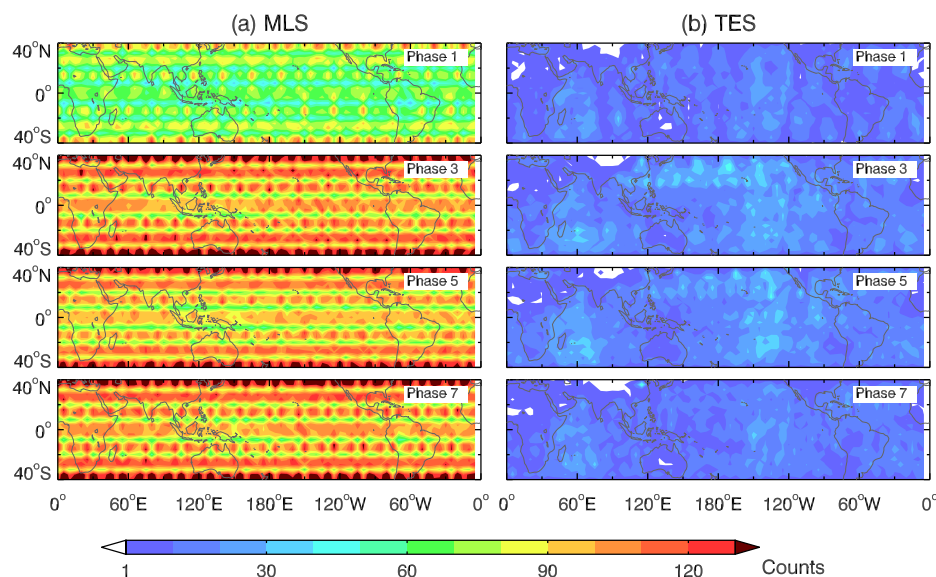 (a) MLS
(b) TES
40°N
0°
40°S
Phase 1
Phase 1
40°N
0°
40°S
Phase 3
Phase 3
40°N
0°
40°S
Phase 5
Phase 5
40°N
0°
40°S
Phase 7
Phase 7
0° 60°E 120°E 180°E 120°W 60°W 0°
0° 60°E 120°E 180°E 120°W 60°W 0°
1 30 60 90 120 Counts